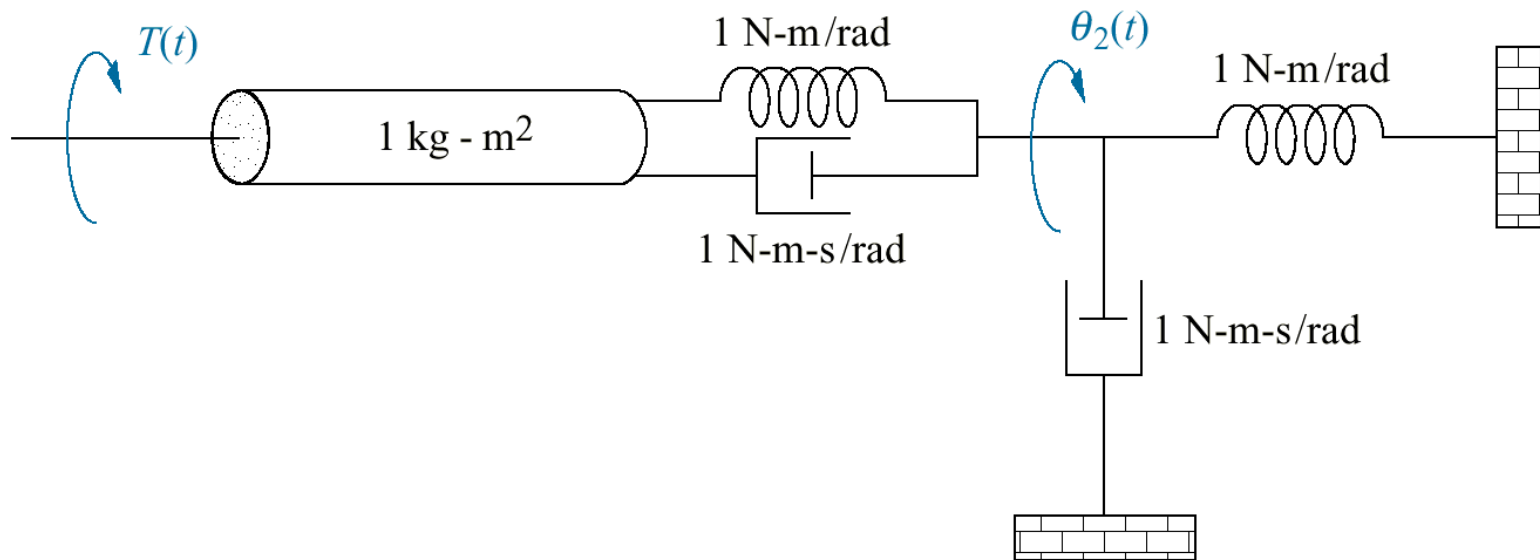 T(t)
1 kg - m²
1 N-m/rad
1 N-m-s/rad
θ₂(t)
1 N-m/rad
1 N-m-s/rad